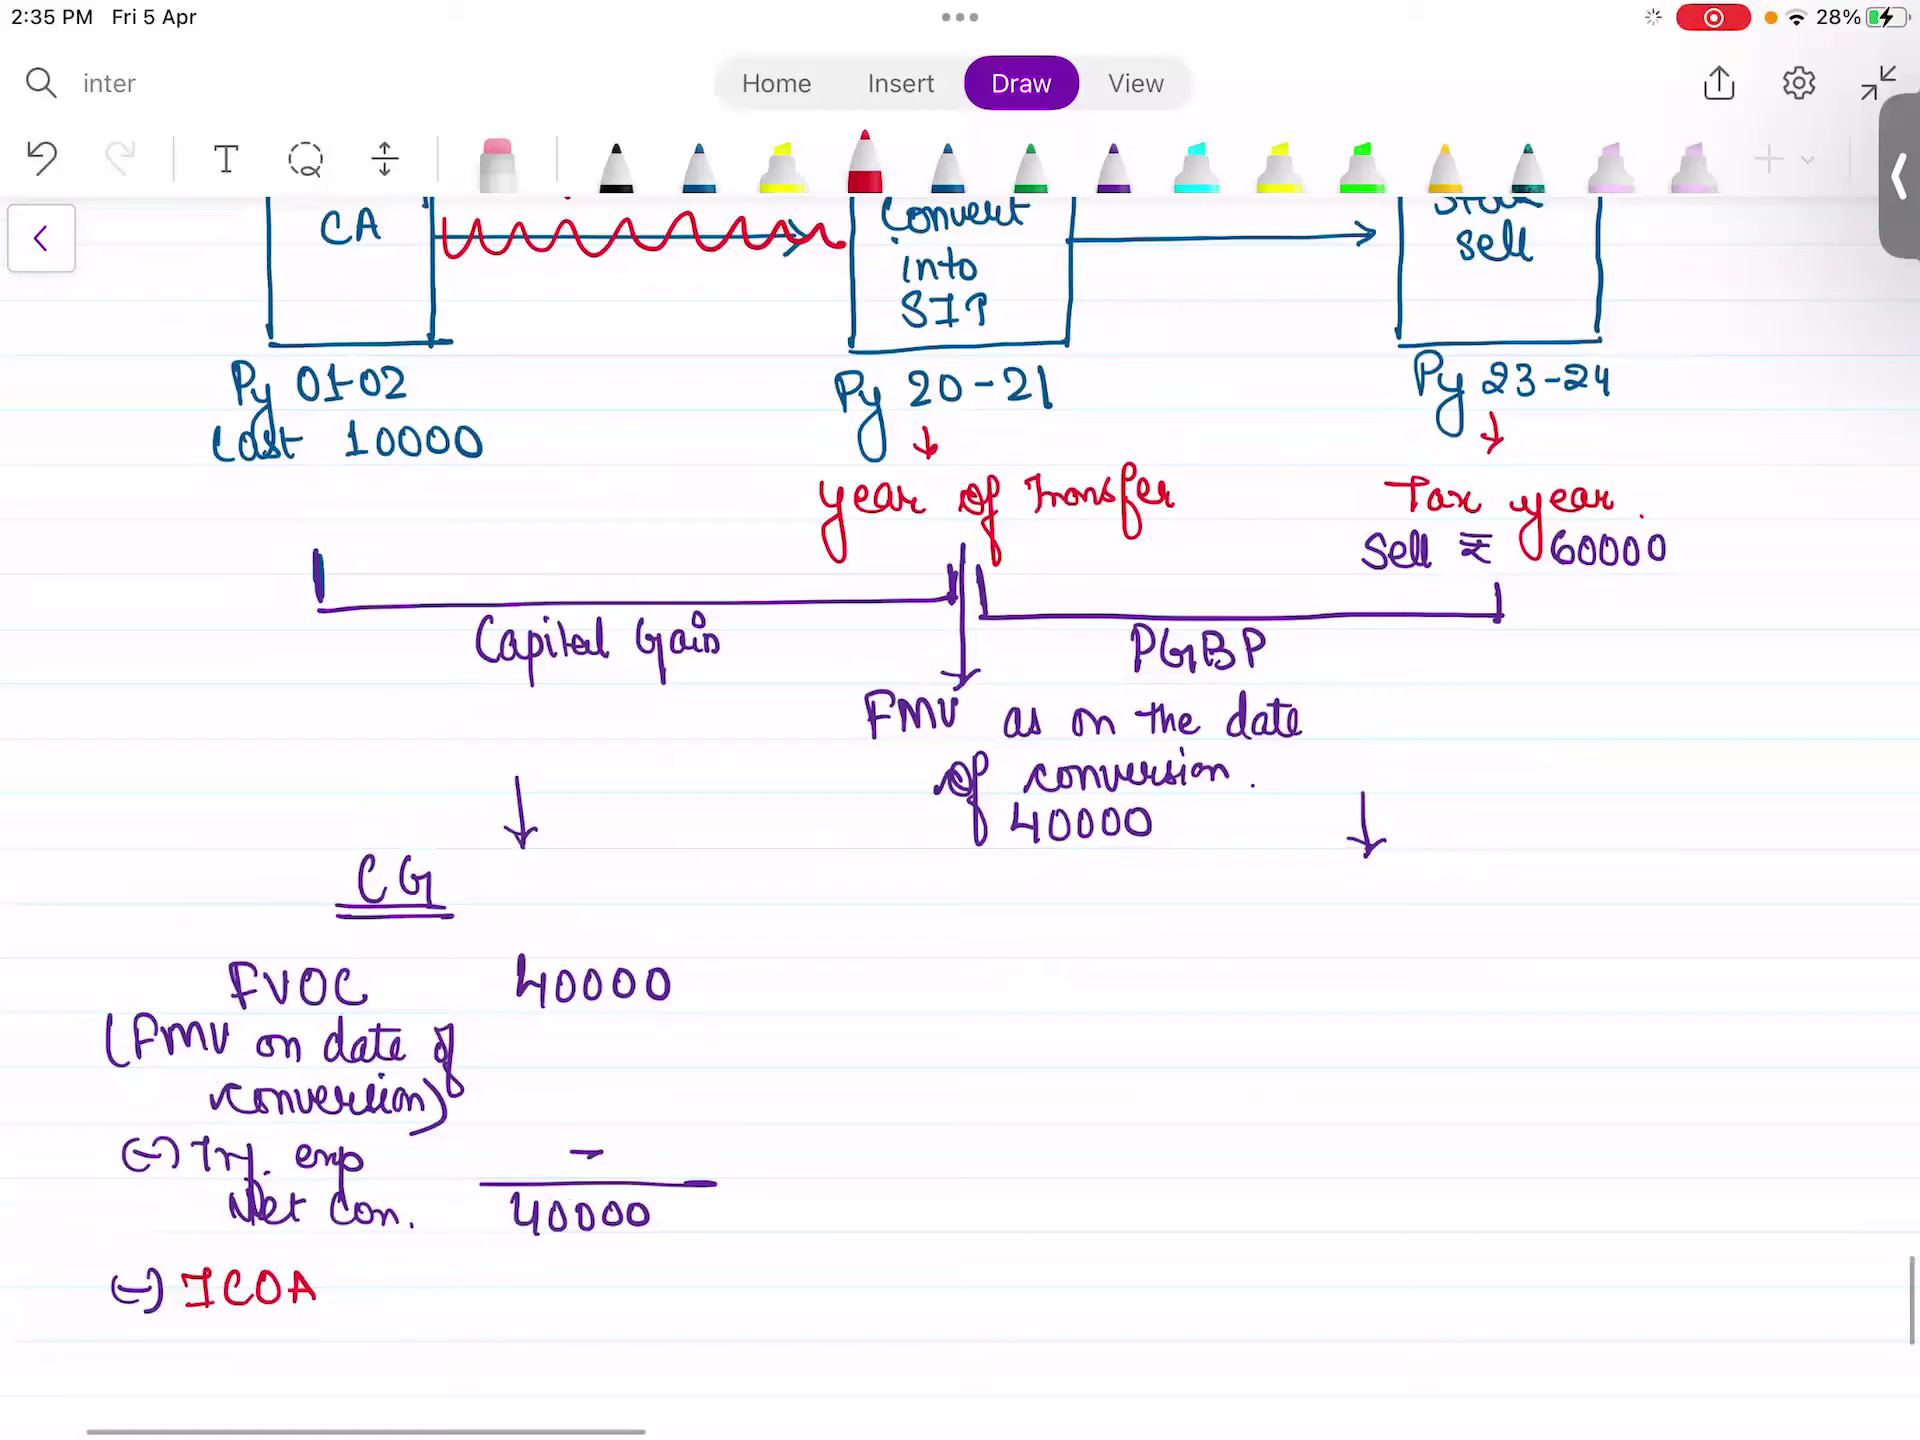 2:35 PM Fri 5 Apr
28%
inter
Home Insert Draw View
T
CA
Convert
into
SIT
Stock
Sell
Py 01-02
Cost 10000
Py 20-21
Py 23-24
year of Transfer
Tax year.
Sell ₹ 60000
Capital Gain
PGBP
FMV as on the date
of conversion.
40000
CG
FVOC 40000
(FMV on date of
conversion)
(-) Trf. exp -
Net Con. 40000
(-) ICOA